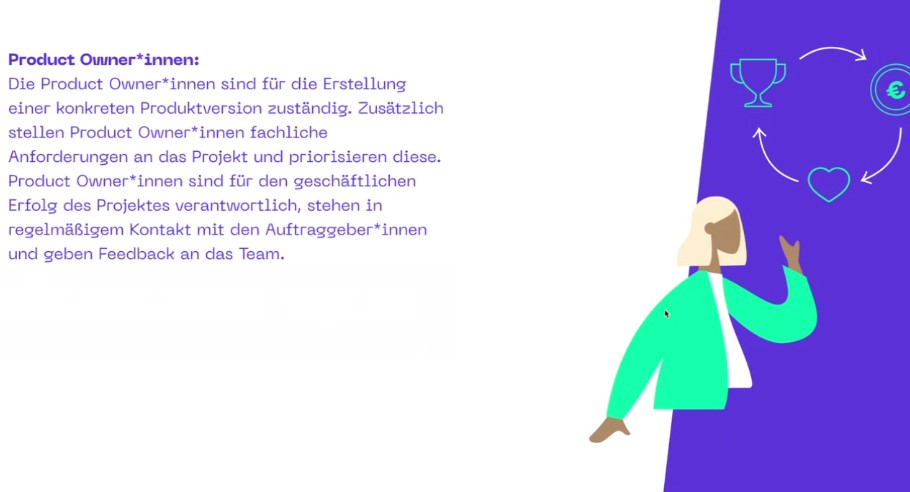 Product Owner*innen:
Die Product Owner*innen sind für die Erstellung
einer konkreten Produktversion zuständig. Zusätzlich
stellen Product Owner*innen fachliche
Anforderungen an das Projekt und priorisieren diese.
Product Owner*innen sind für den geschäftlichen
Erfolg des Projektes verantwortlich, stehen in
regelmäßigem Kontakt mit den Auftraggeber*innen
und geben Feedback an das Team.
€